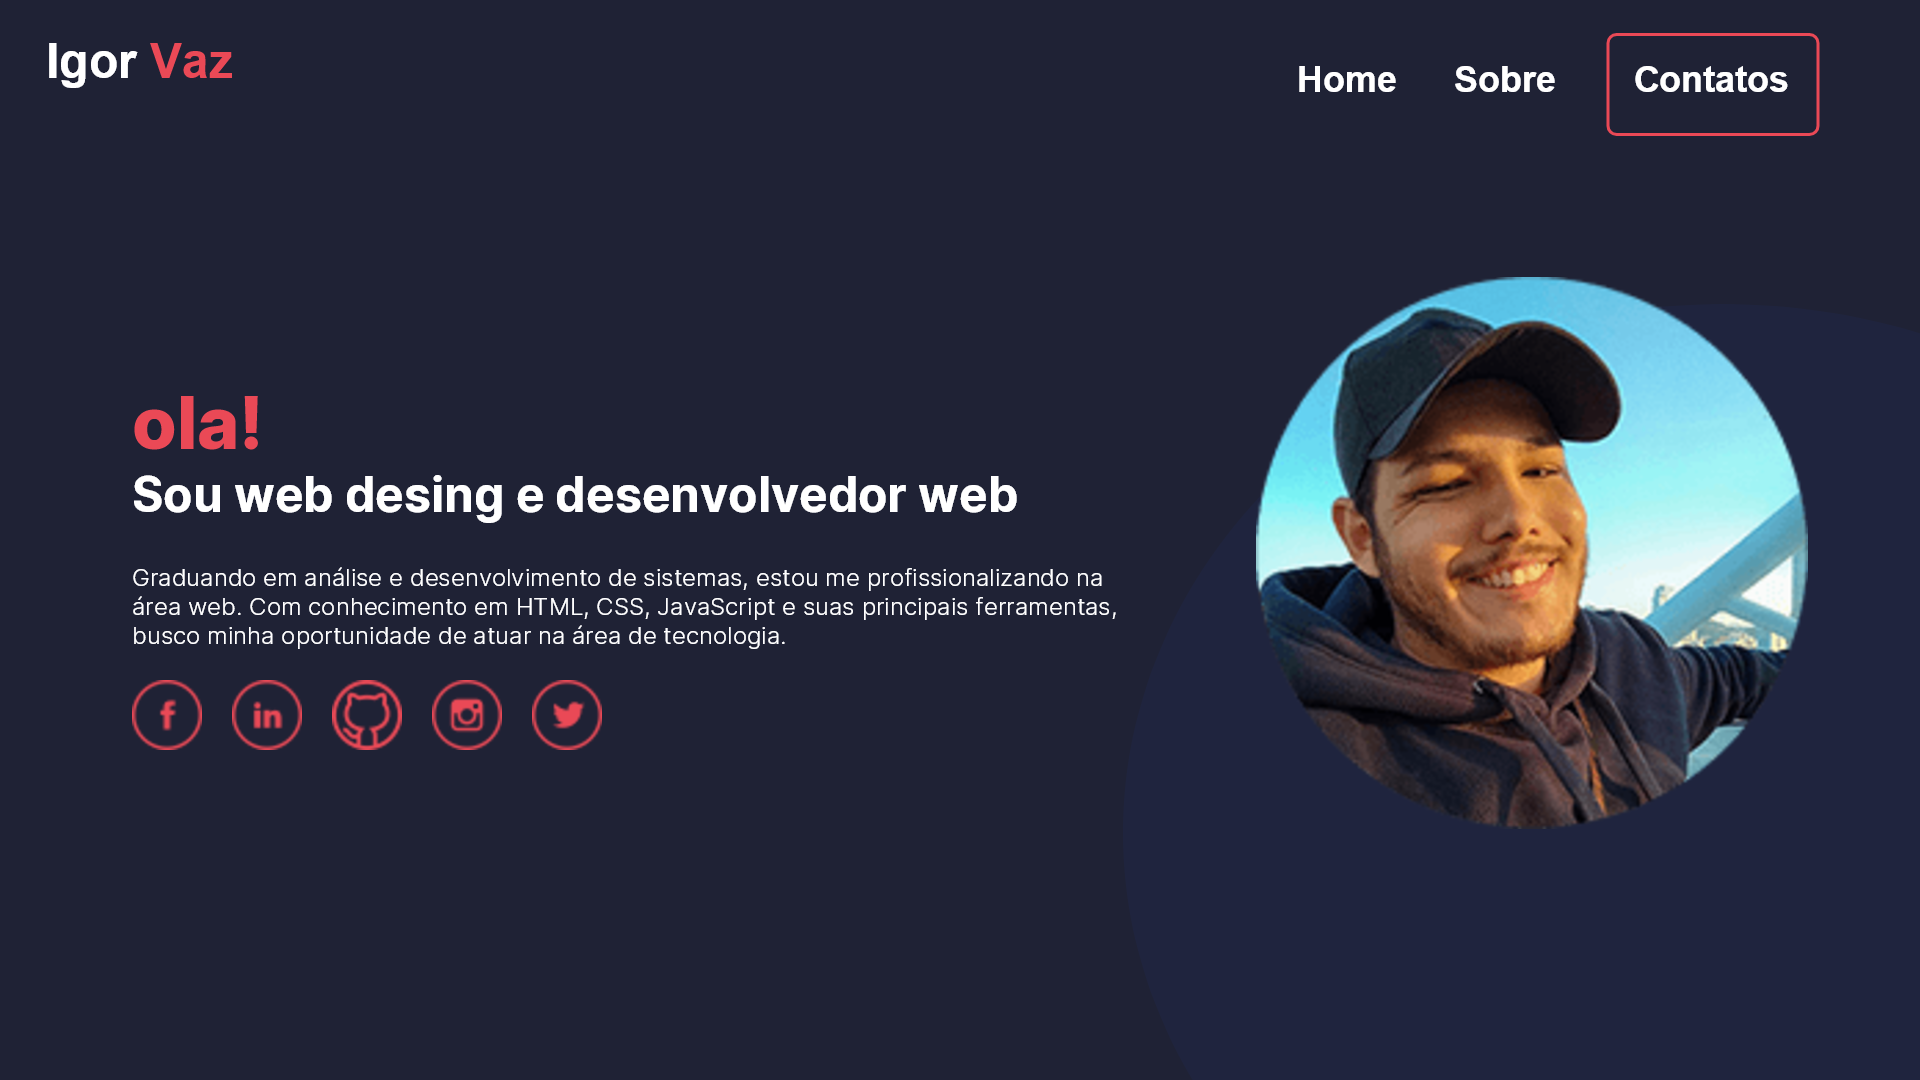 Igor Vaz
Home Sobre Contatos
ola!
Sou web desing e desenvolvedor web
Graduando em análise e desenvolvimento de sistemas, estou me profissionalizando na
área web. Com conhecimento em HTML, CSS, JavaScript e suas principais ferramentas,
busco minha oportunidade de atuar na área de tecnologia.